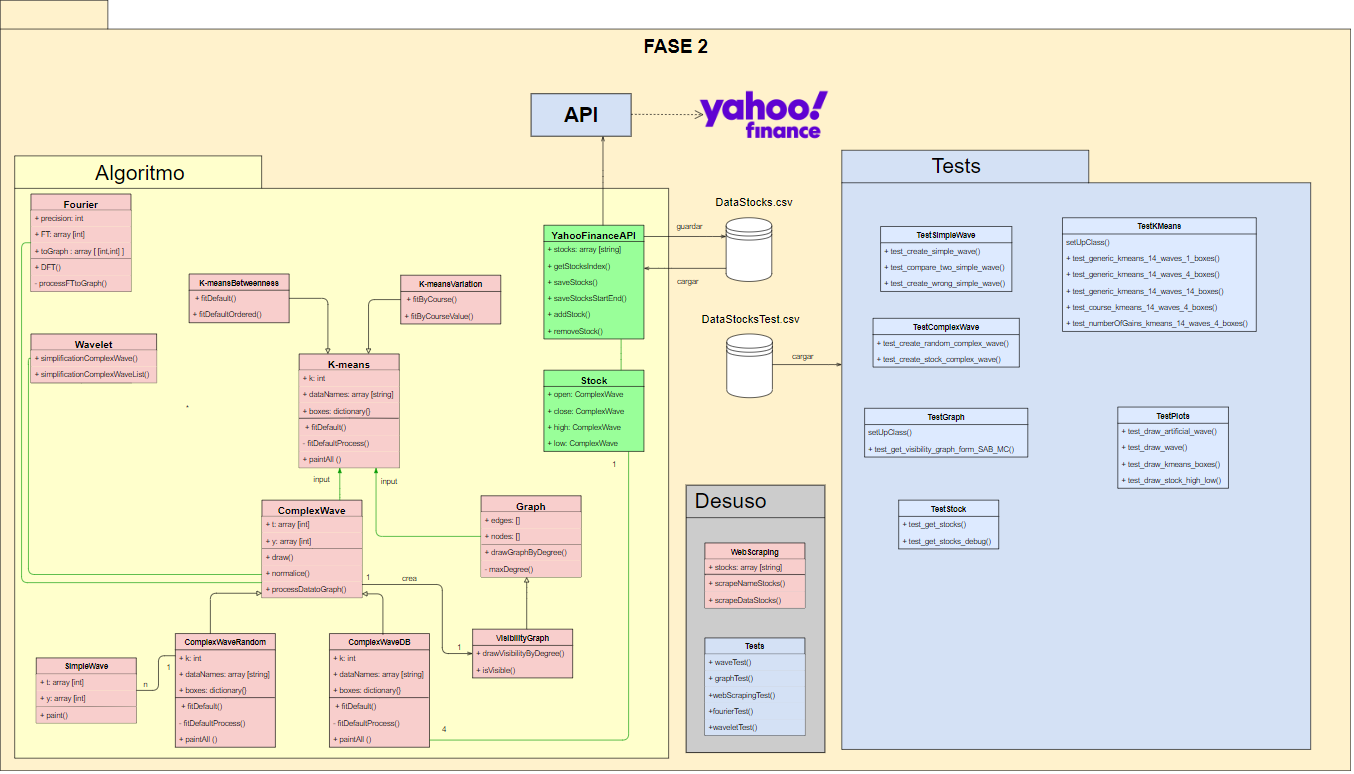 FASE 2
API
yahoo!
finance
Algoritmo
Fourier
+ precision: int
+ FT: array [int]
+ toGraph : array [ [int,int] ]
+ DFT()
- processFTtoGraph()
Wavelet
+ simplificationComplexWave()
+ simplificationComplexWaveList()
K-meansBetweenness
+ fitDefault()
+ fitDefaultOrdered()
K-meansVariation
+ fitByCourse()
+ fitByCourseValue()
K-means
+ k: int
+ dataNames: array [string]
+ boxes: dictionary{}
+ fitDefault()
- fitDefaultProcess()
+ paintAll ()
input
input
YahooFinanceAPI
+ stocks: array [string]
+ getStocksIndex()
+ saveStocks()
+ saveStocksStartEnd()
+ addStock()
+ removeStock()
Stock
+ open: ComplexWave
+ close: ComplexWave
+ high: ComplexWave
+ low: ComplexWave
1
ComplexWave
+ t: array [int]
+ y: array [int]
+ draw()
+ normalice()
+ processDatatoGraph()
1
crea
1
Graph
+ edges: []
+ nodes: []
+ drawGraphByDegree()
- maxDegree()
VisibilityGraph
+ drawVisibilityByDegree()
+ isVisible()
SimpleWave
+ t: array [int]
+ y: array [int]
+ paint()
n
1
ComplexWaveRandom
+ k: int
+ dataNames: array [string]
+ boxes: dictionary{}
+ fitDefault()
- fitDefaultProcess()
+ paintAll ()
ComplexWaveDB
+ k: int
+ dataNames: array [string]
+ boxes: dictionary{}
+ fitDefault()
- fitDefaultProcess()
+ paintAll ()
4
DataStocks.csv
guardar
cargar
DataStocksTest.csv
cargar
Desuso
WebScraping
+ stocks: array [string]
+ scrapeNameStocks()
+ scrapeDataStocks()
Tests
+ waveTest()
+ graphTest()
+webScrapingTest()
+fourierTest()
+waveletTest()
Tests
TestSimpleWave
+ test_create_simple_wave()
+ test_compare_two_simple_wave()
+ test_create_wrong_simple_wave()
TestKMeans
setUpClass()
+ test_generic_kmeans_14_waves_1_boxes()
+ test_generic_kmeans_14_waves_4_boxes()
+ test_generic_kmeans_14_waves_14_boxes()
+ test_course_kmeans_14_waves_4_boxes()
+ test_numberOfGains_kmeans_14_waves_4_boxes()
TestComplexWave
+ test_create_random_complex_wave()
+ test_create_stock_complex_wave()
TestGraph
setUpClass()
+ test_get_visibility_graph_form_SAB_MC()
TestPlots
+ test_draw_artificial_wave()
+ test_draw_wave()
+ test_draw_kmeans_boxes()
+ test_draw_stock_high_low()
TestStock
+ test_get_stocks()
+ test_get_stocks_debug()